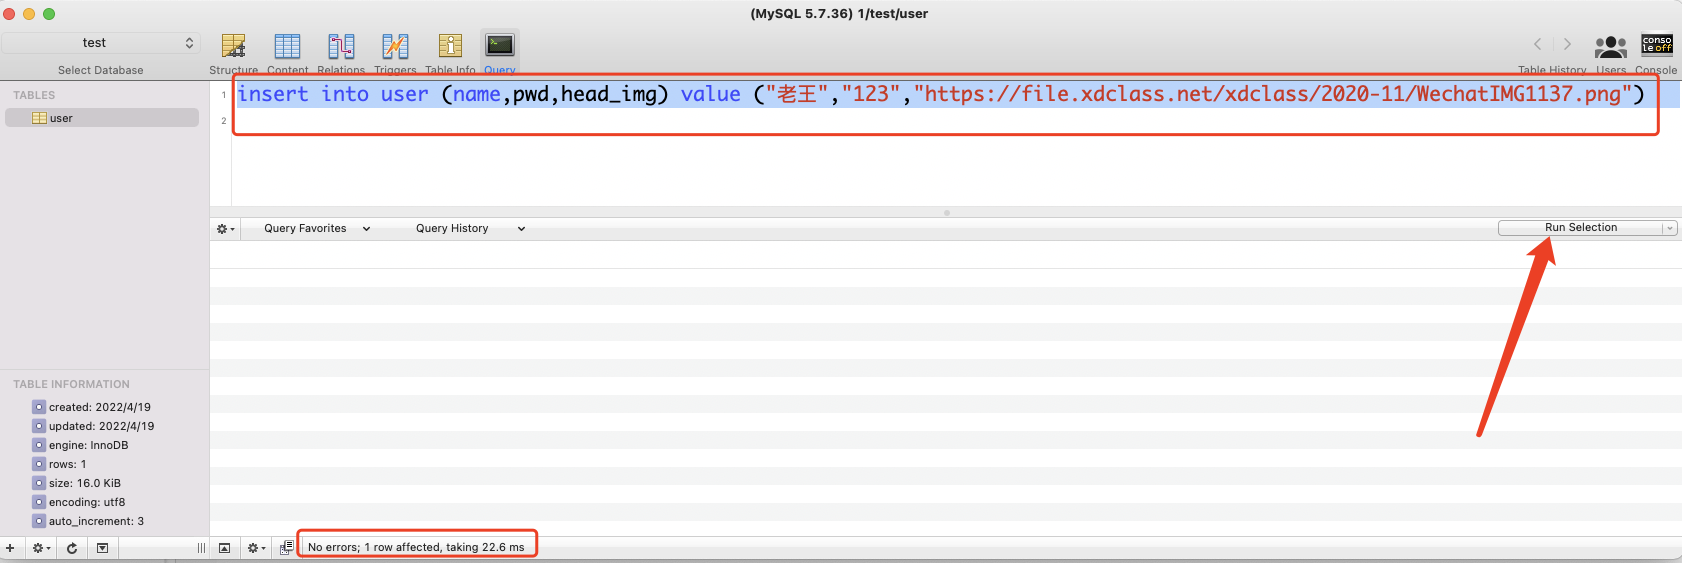 (MySQL 5.7.36) 1/test/user
test
Select Database
Structure Content Relations Triggers Table Info Query
Table History Users Console
conso
le off
TABLES
user
1 insert into user (name,pwd,head_img) value ("老王","123","https://file.xdclass.net/xdclass/2020-11/WechatIMG1137.png")
2
Query Favorites Query History Run Selection
TABLE INFORMATION
created: 2022/4/19
updated: 2022/4/19
engine: InnoDB
rows: 1
size: 16.0 KiB
encoding: utf8
auto_increment: 3
No errors; 1 row affected, taking 22.6 ms